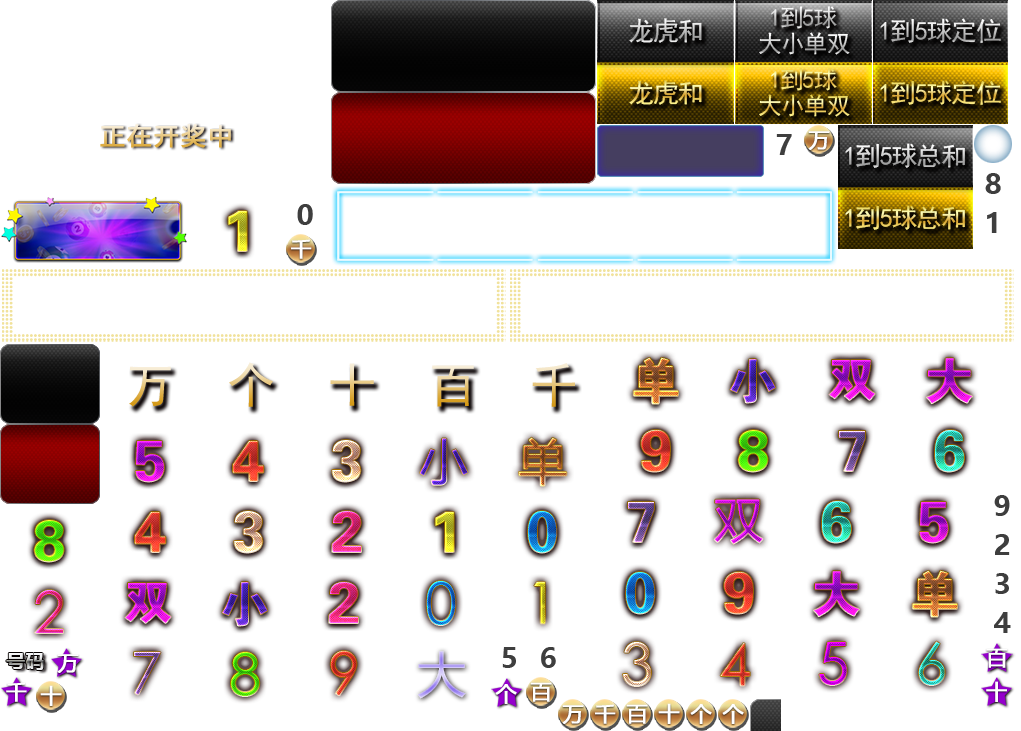 龙虎和 1到5球大小单双 1到5球定位
龙虎和 1到5球大小单双 1到5球定位
正在开奖中
7 万 1到5球总和
8
1 0 1到5球总和 1
千
万 个 十 百 千 单 小 双 大
5 4 3 小 单 9 8 7 6
8 4 3 2 1 0 7 双 6 5 9
2
2 双 小 2 0 1 0 9 大 单 3
4
号码 万 7 8 9 大 5 6 3 4 5 6 百
千 十 个 百 十
万 千 百 十 个 个